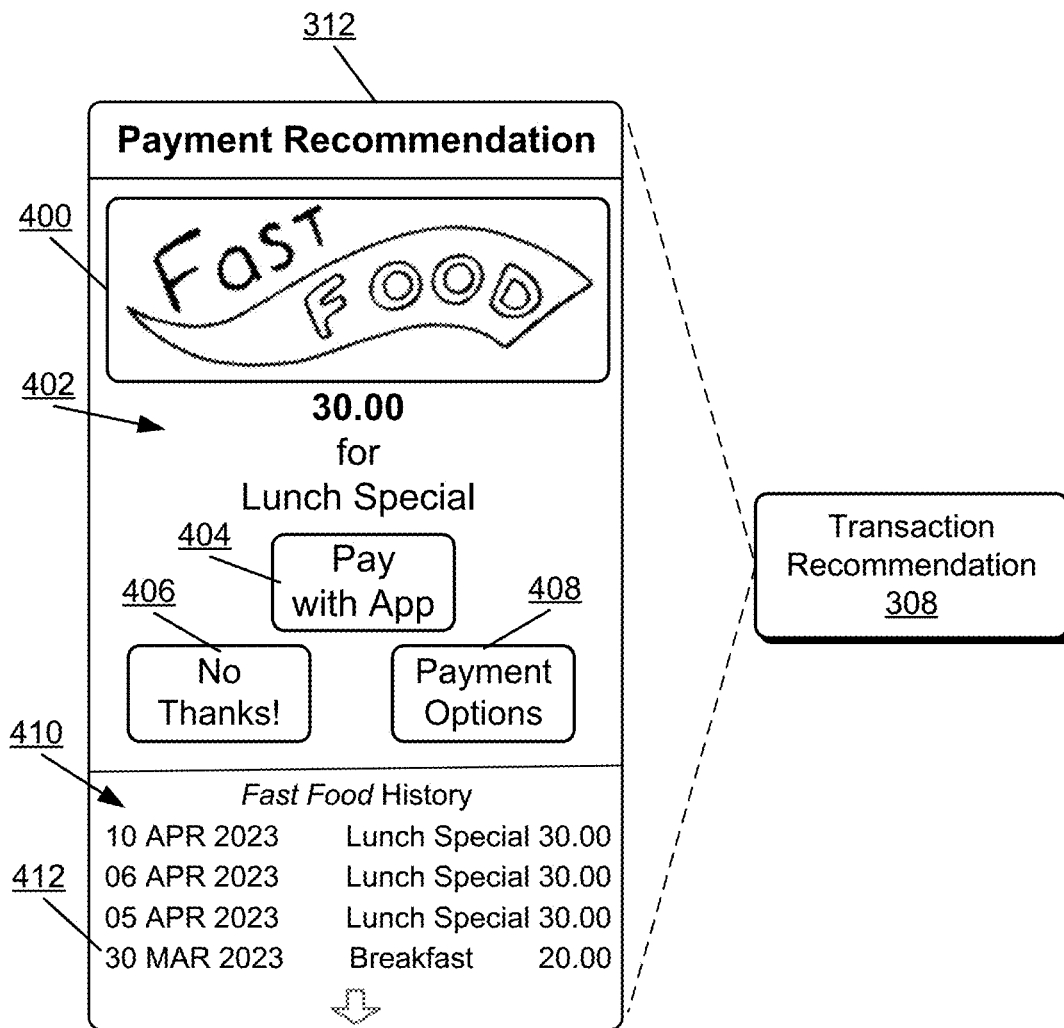 312
Payment Recommendation
400
Fast
FOOD
402
30.00
for
Lunch Special
404
Pay
with App
406
408
No
Thanks!
Payment
Options
410
Fast Food History
10 APR 2023 Lunch Special 30.00
06 APR 2023 Lunch Special 30.00
412
05 APR 2023 Lunch Special 30.00
30 MAR 2023 Breakfast 20.00
Transaction
Recommendation
308